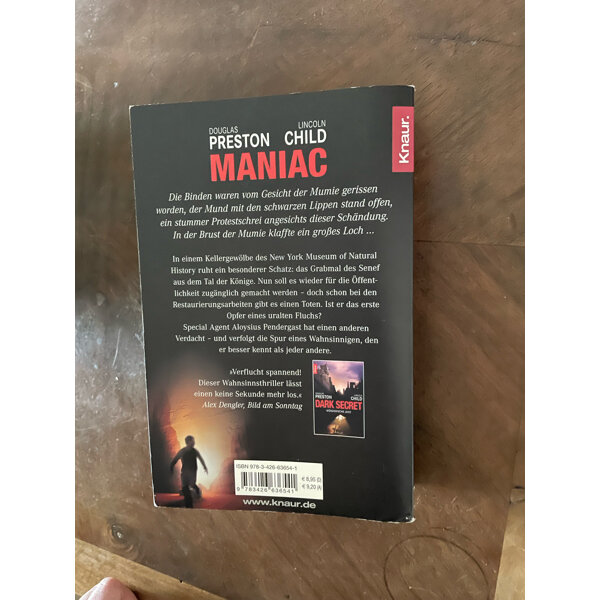 DOUGLAS LINCOLN
PRESTON CHILD
MANIAC
Knaur.
Die Binden waren vom Gesicht der Mumie gerissen
worden, der Mund mit den schwarzen Lippen stand offen,
ein stummer Protestschrei angesichts dieser Schändung.
In der Brust der Mumie klaffte ein großes Loch ...
In einem Kellergewölbe des New York Museum of Natural
History ruht ein besonderer Schatz: das Grabmal des Senef
aus dem Tal der Könige. Nun soll es wieder für die Öffent-
lichkeit zugänglich gemacht werden – doch schon bei den
Restaurierungsarbeiten gibt es einen Toten. Ist er das erste
Opfer eines uralten Fluchs?
Special Agent Aloysius Pendergast hat einen anderen
Verdacht – und verfolgt die Spur eines Wahnsinnigen, den
er besser kennt als jeder andere.
»Verflucht spannend!
Dieser Wahnsinnsthriller lässt
einen keine Sekunde mehr los.«
Alex Dengler, Bild am Sonntag
PRESTON CHILD
DARK SECRET
ISBN 978-3-426-63654-1
9 783426 636541
€ 8,95 (D)
€ 9,20 (A)
www.knaur.de